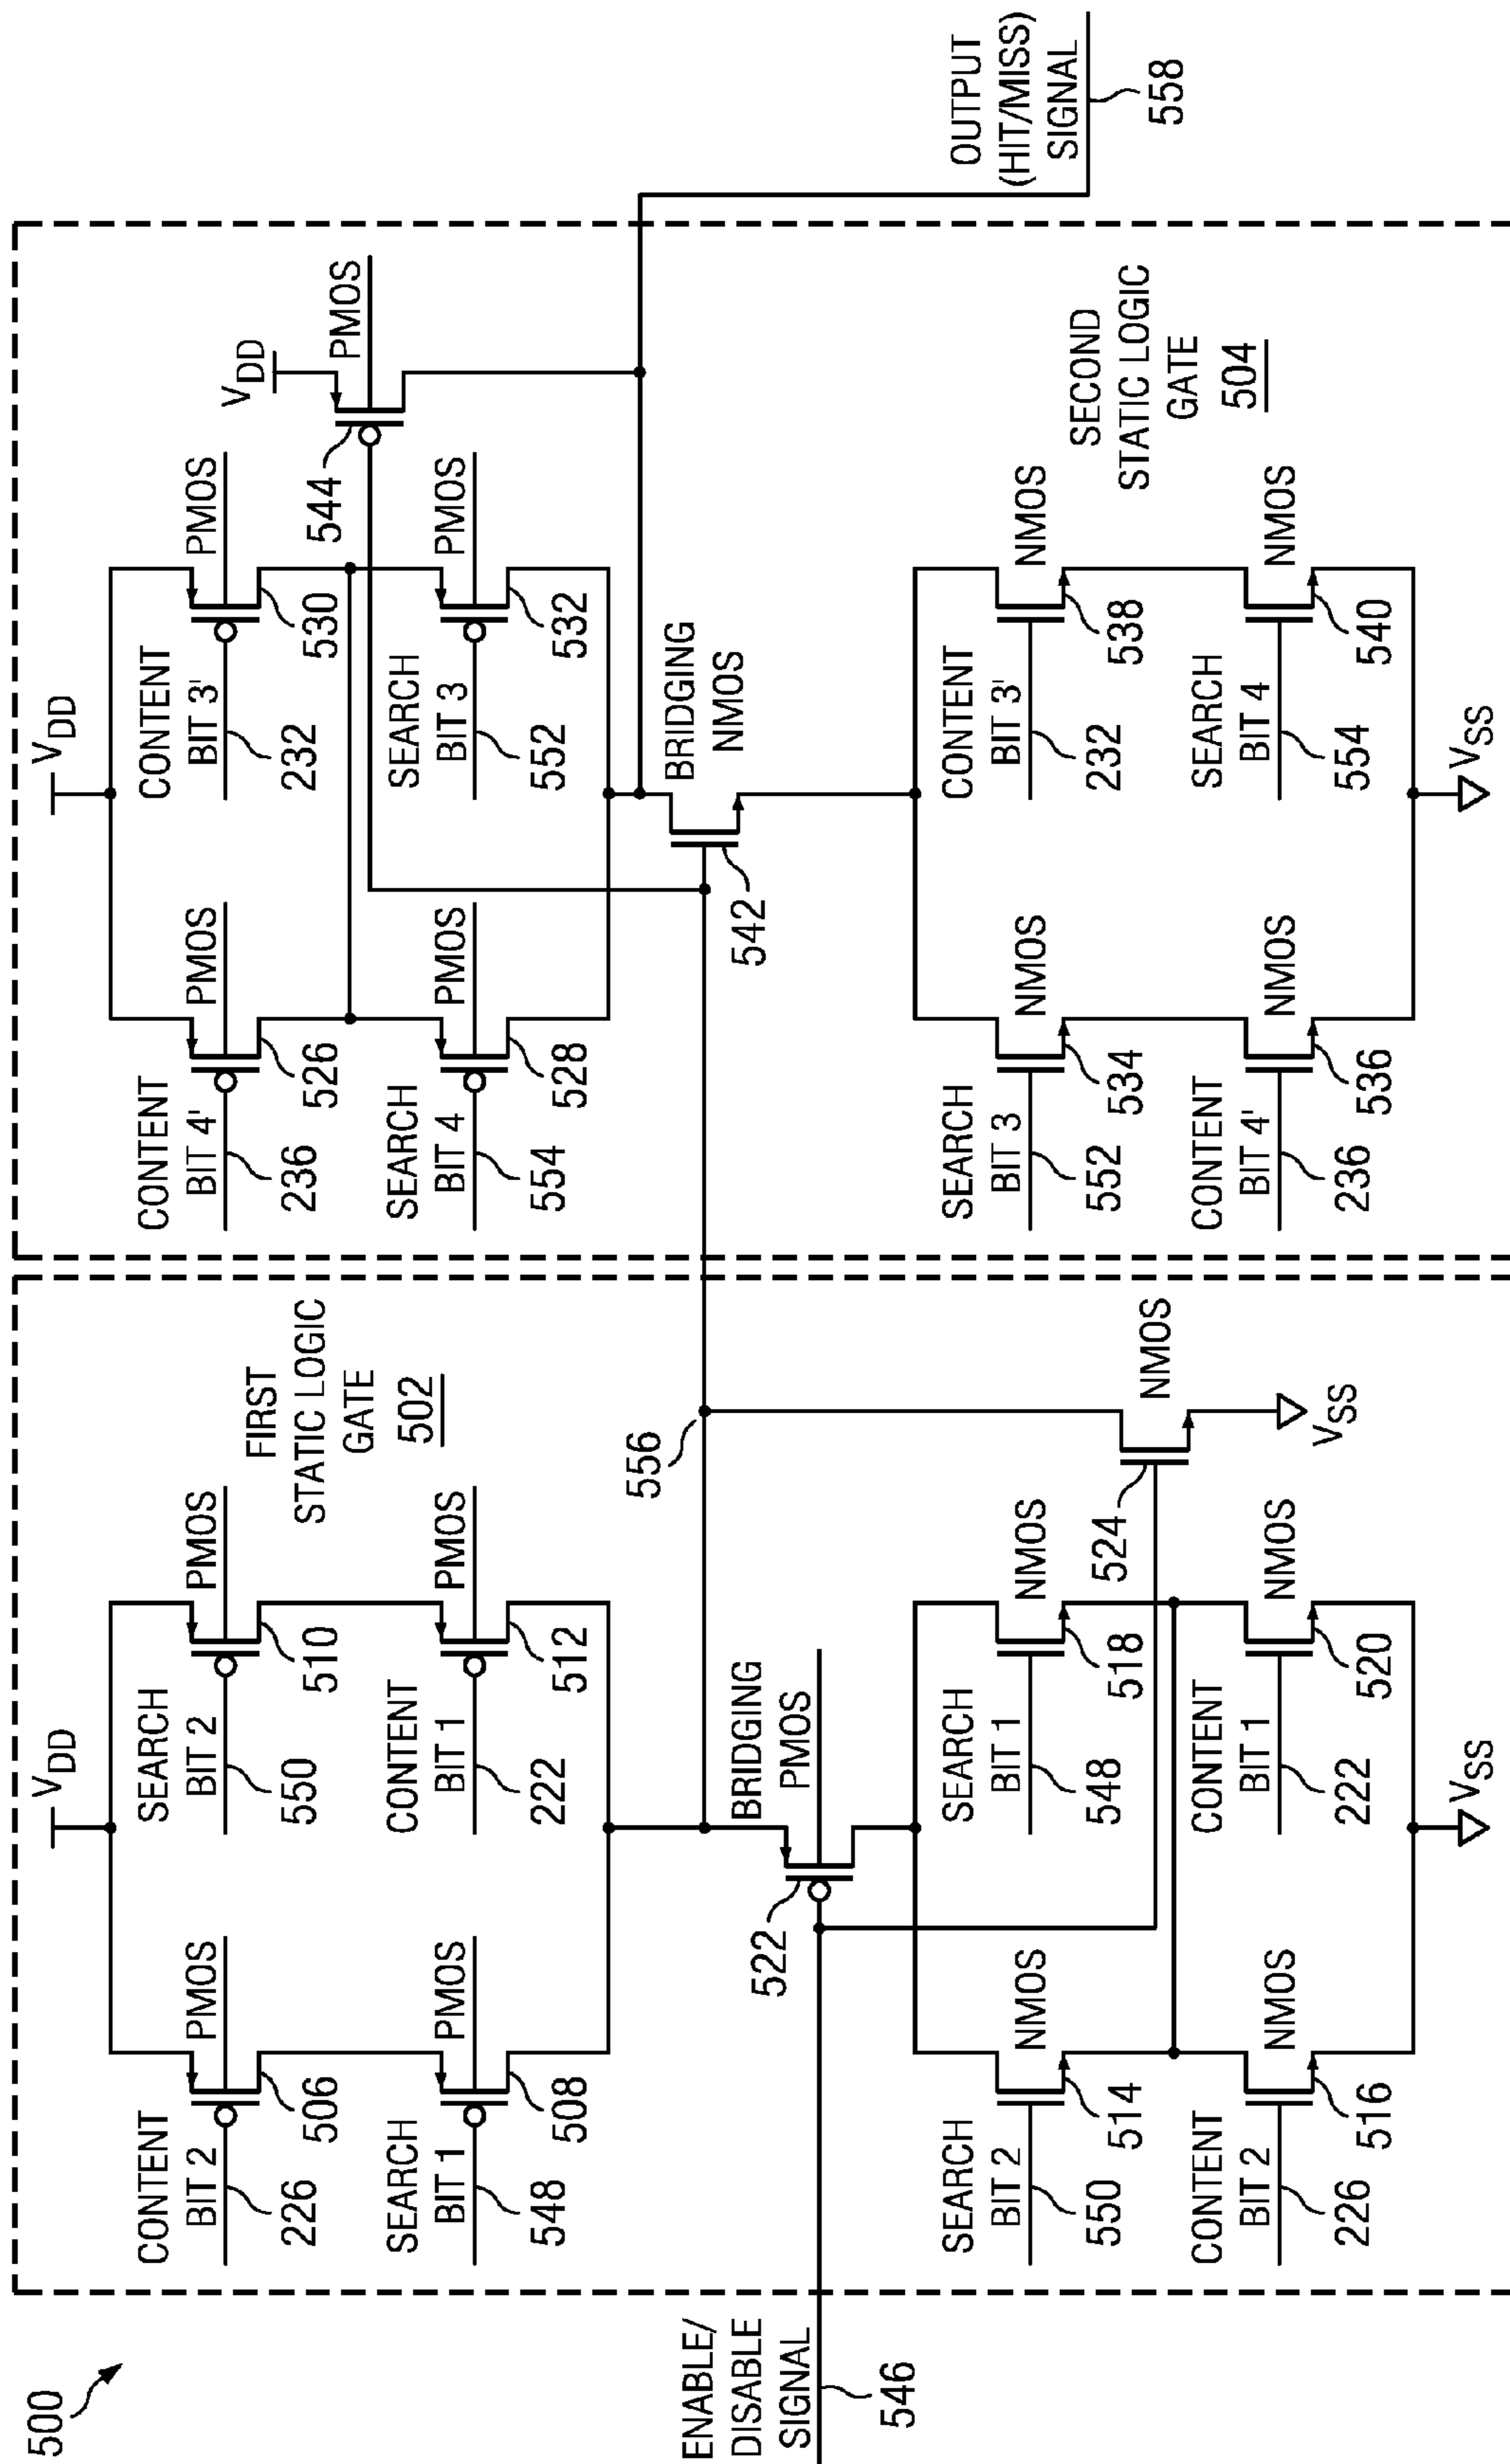 500
ENABLE/
DISABLE
SIGNAL
546
FIRST
STATIC LOGIC
GATE
502
VDD
CONTENT
BIT 2
226
PMOS
506
SEARCH
BIT 1
548
PMOS
508
SEARCH
BIT 2
550
PMOS
510
CONTENT
BIT 1
222
PMOS
512
BRIDGING
PMOS
522
556
SEARCH
BIT 2
550
NMOS
514
CONTENT
BIT 2
226
NMOS
516
SEARCH
BIT 1
548
NMOS
518
CONTENT
BIT 1
222
NMOS
520
VSS
524
NMOS
VSS
VDD
CONTENT
BIT 4'
236
PMOS
526
SEARCH
BIT 4
554
PMOS
528
CONTENT
BIT 3'
232
PMOS
530
SEARCH
BIT 3
552
PMOS
532
VDD
PMOS
544
BRIDGING
NMOS
542
SEARCH
BIT 3
552
NMOS
534
CONTENT
BIT 4'
236
NMOS
536
CONTENT
BIT 3'
232
NMOS
538
SEARCH
BIT 4
554
NMOS
540
VSS
SECOND
STATIC LOGIC
GATE
504
OUTPUT
(HIT/MISS)
SIGNAL
558